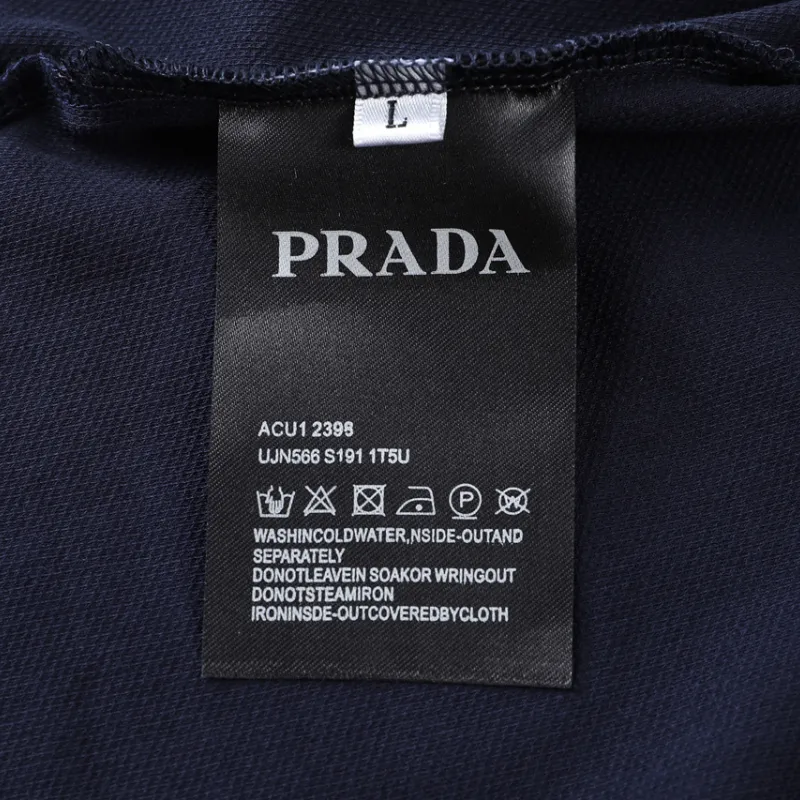 L
PRADA
ACU1 2398
UJN566 S191 1T5U
P
W
WASHINCOLDWATER,NSIDE-OUTAND
SEPARATELY
DONOTLEAVEIN SOAKOR WRINGOUT
DONOTSTEAMIRON
IRONINSDE-OUTCOVEREDBYCLOTH